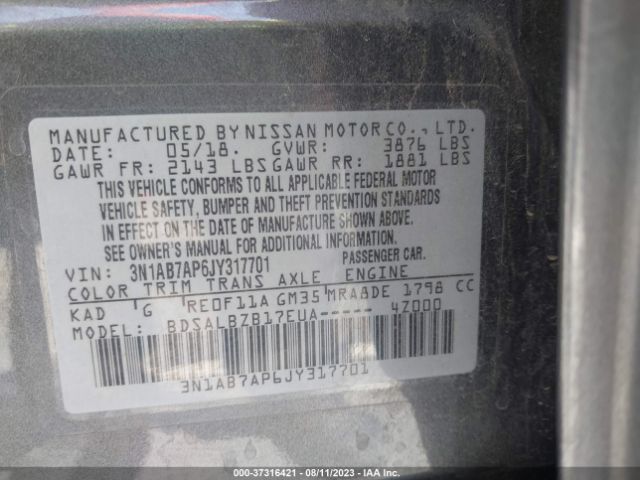 MANUFACTURED BY NISSAN MOTOR CO., LTD.
DATE: 05/18. GVWR: 3876 LBS
GAWR FR: 2143 LBS GAWR RR: 1881 LBS
THIS VEHICLE CONFORMS TO ALL APPLICABLE FEDERAL MOTOR
VEHICLE SAFETY, BUMPER AND THEFT PREVENTION STANDARDS
IN EFFECT ON THE DATE OF MANUFACTURE SHOWN ABOVE.
SEE OWNER'S MANUAL FOR ADDITIONAL INFORMATION.
VIN: 3N1AB7AP6JY317701 PASSENGER CAR.
COLOR TRIM TRANS AXLE ENGINE
KAD G RE0F11A GM35 MRA8DE 1798 CC
MODEL: BDSALBZB17EUA----- 4Z000
3N1AB7AP6JY317701
000-37316421 - 08/11/2023 - IAA Inc.